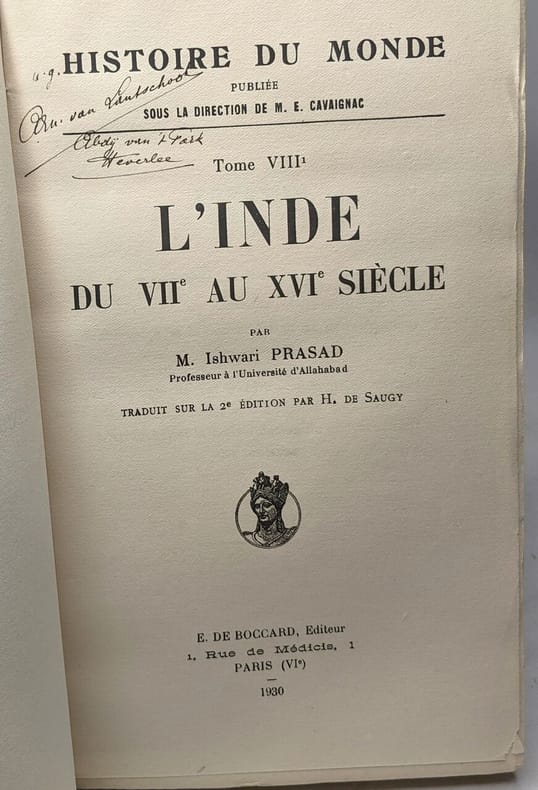 HISTOIRE DU MONDE
PUBLIÉE
SOUS LA DIRECTION DE M. E. CAVAIGNAC
van
Abdij van 't Park
Heverlee
Tome VIII¹
L'INDE
DU VIIᵉ AU XVIᵉ SIÈCLE
PAR
M. Ishwari PRASAD
Professeur à l'Université d'Allahabad
TRADUIT SUR LA 2ᵉ ÉDITION PAR H. DE SAUGY
E. DE BOCCARD, Editeur
1, Rue de Médicis, 1
PARIS (VIᵉ)
1930